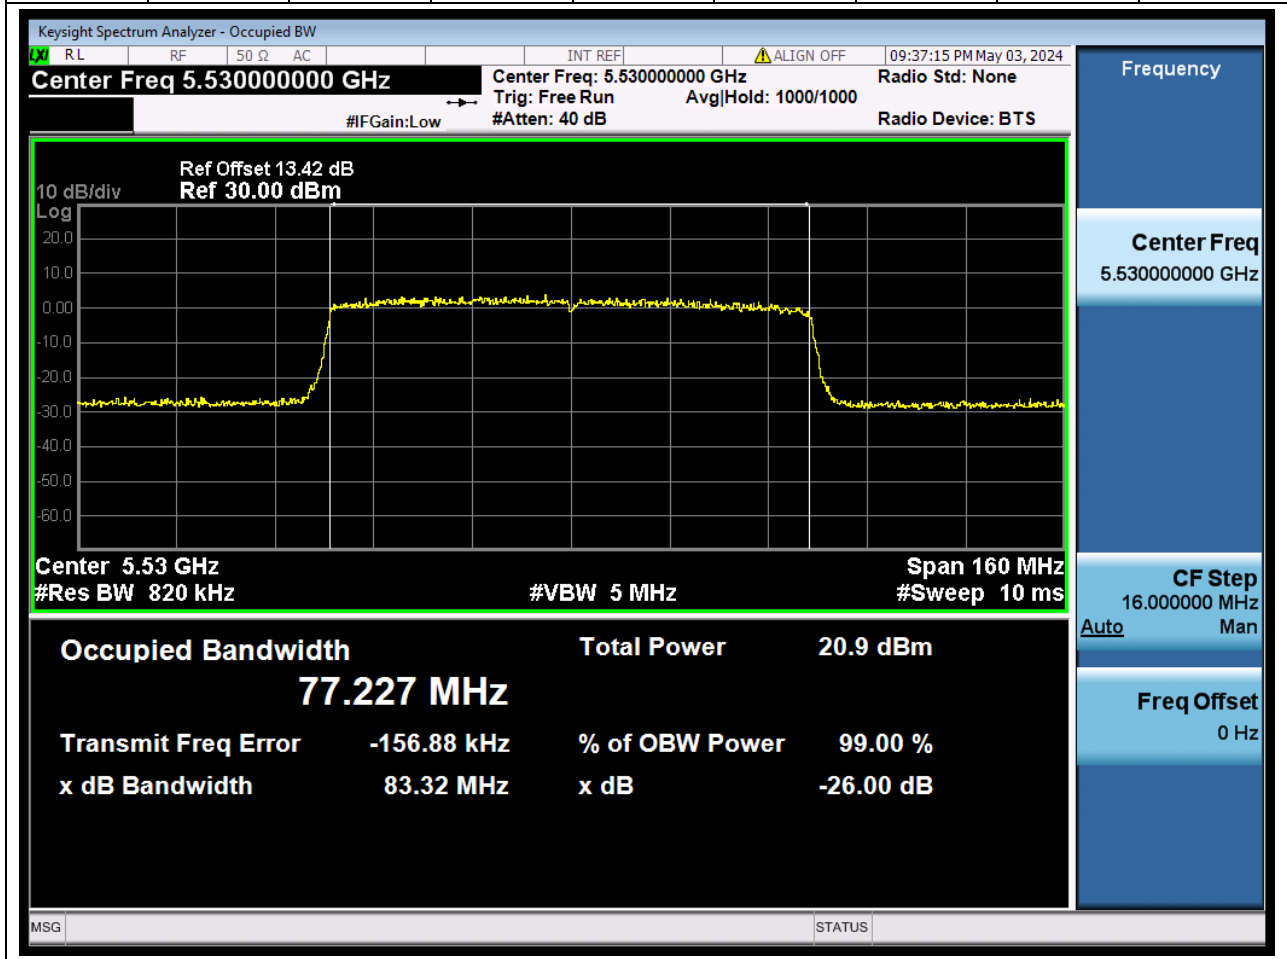 Keysight Spectrum Analyzer - Occupied BW
LXI RL RF 50 Ω AC INT REF ALIGN OFF 09:37:15 PM May 03, 2024
Center Freq 5.530000000 GHz
Center Freq: 5.530000000 GHz Radio Std: None
Trig: Free Run Avg|Hold: 1000/1000
#IFGain:Low #Atten: 40 dB Radio Device: BTS
Ref Offset 13.42 dB
10 dB/div Ref 30.00 dBm
Log
20.0
10.0
0.00
-10.0
-20.0
-30.0
-40.0
-50.0
-60.0
Center 5.53 GHz Span 160 MHz
#Res BW 820 kHz #VBW 5 MHz #Sweep 10 ms
Occupied Bandwidth Total Power 20.9 dBm
77.227 MHz
Transmit Freq Error -156.88 kHz % of OBW Power 99.00 %
x dB Bandwidth 83.32 MHz x dB -26.00 dB
MSG STATUS
Frequency
Center Freq
5.530000000 GHz
CF Step
16.000000 MHz
Auto Man
Freq Offset
0 Hz